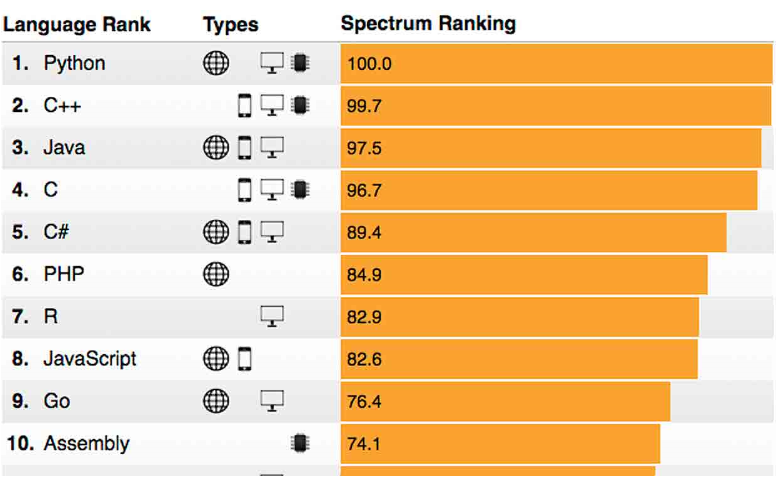 Language Rank Types Spectrum Ranking
1. Python 100.0
2. C++ 99.7
3. Java 97.5
4. C 96.7
5. C# 89.4
6. PHP 84.9
7. R 82.9
8. JavaScript 82.6
9. Go 76.4
10. Assembly 74.1